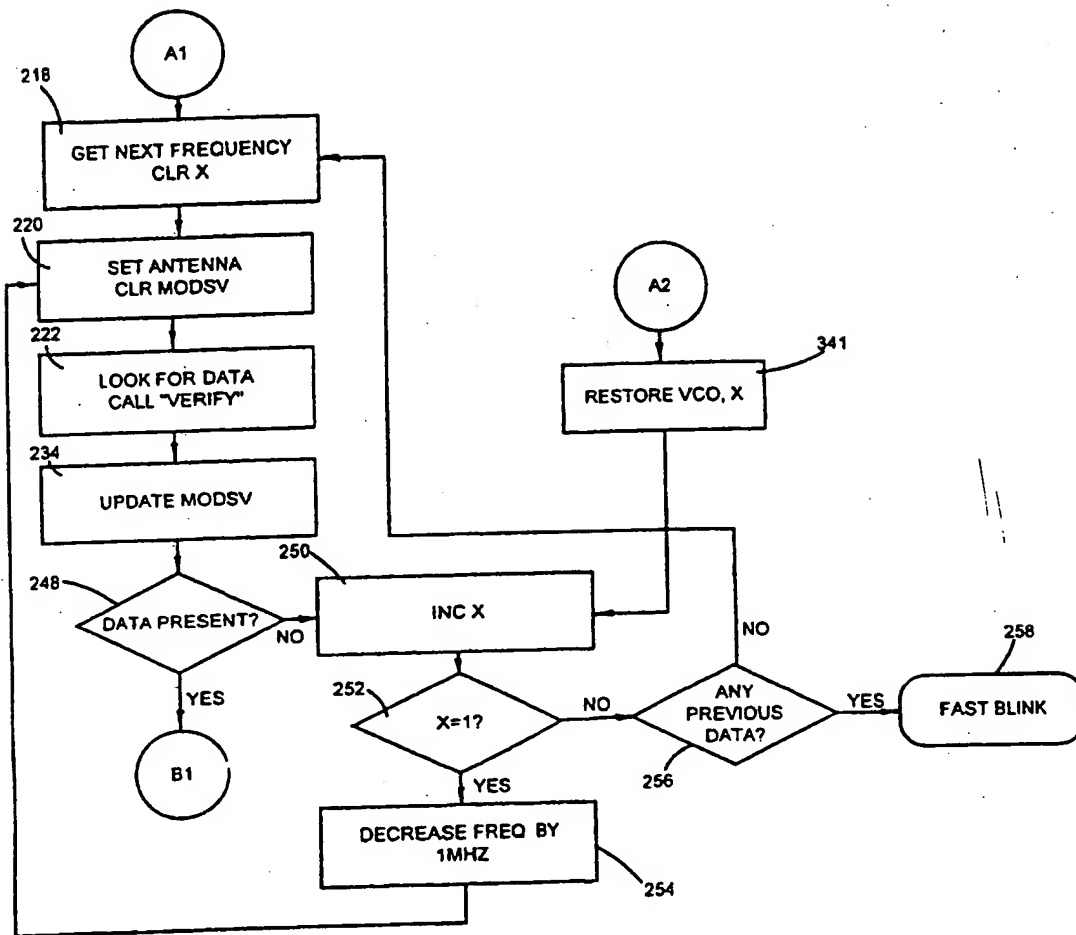 A1
218
GET NEXT FREQUENCY
CLR X
220
SET ANTENNA
CLR MODSV
A2
222
341
LOOK FOR DATA
CALL "VERIFY"
RESTORE VCO, X
234
UPDATE MODSV
250
248
DATA PRESENT?
NO
INC X
NO
258
YES
252
X=1?
NO
ANY
PREVIOUS
DATA?
YES
FAST BLINK
B1
256
YES
DECREASE FREQ BY
1MHZ
254